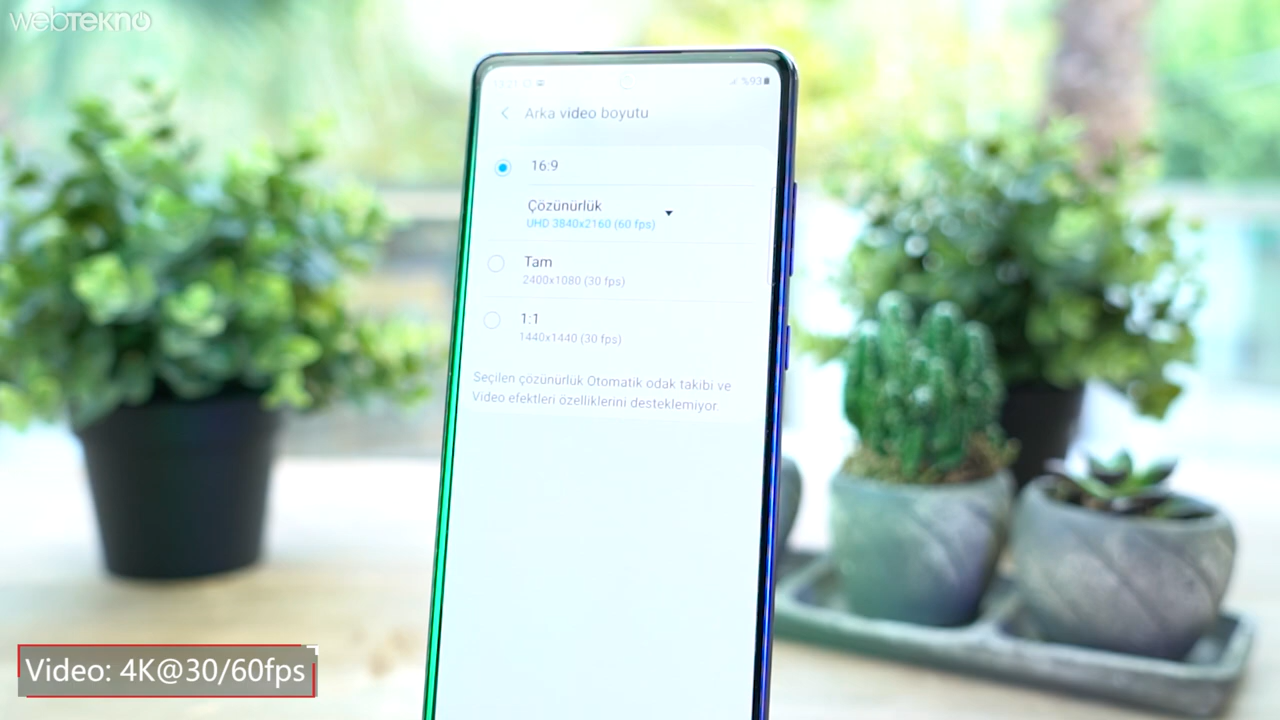 webtekno
%93
Arka video boyutu
16:9
Çözünürlük
UHD 3840x2160 (60 fps)
Tam
2400x1080 (30 fps)
1:1
1440x1440 (30 fps)
Seçilen çözünürlük Otomatik odak takibi ve
Video efektleri özelliklerini desteklemiyor.
Video: 4K@30/60fps